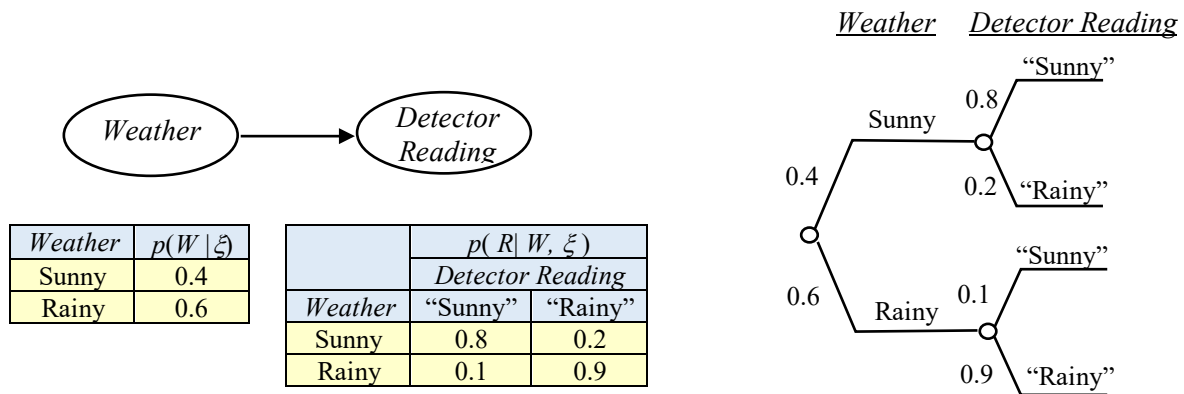 Weather
Detector
Reading
Weather p(W | ξ)
Sunny 0.4
Rainy 0.6
p( R| W, ξ )
Detector Reading
Weather “Sunny” “Rainy”
Sunny 0.8 0.2
Rainy 0.1 0.9
Weather Detector Reading
“Sunny”
0.8
Sunny
0.4
0.2
“Rainy”
“Sunny”
0.6
0.1
Rainy
0.9
“Rainy”